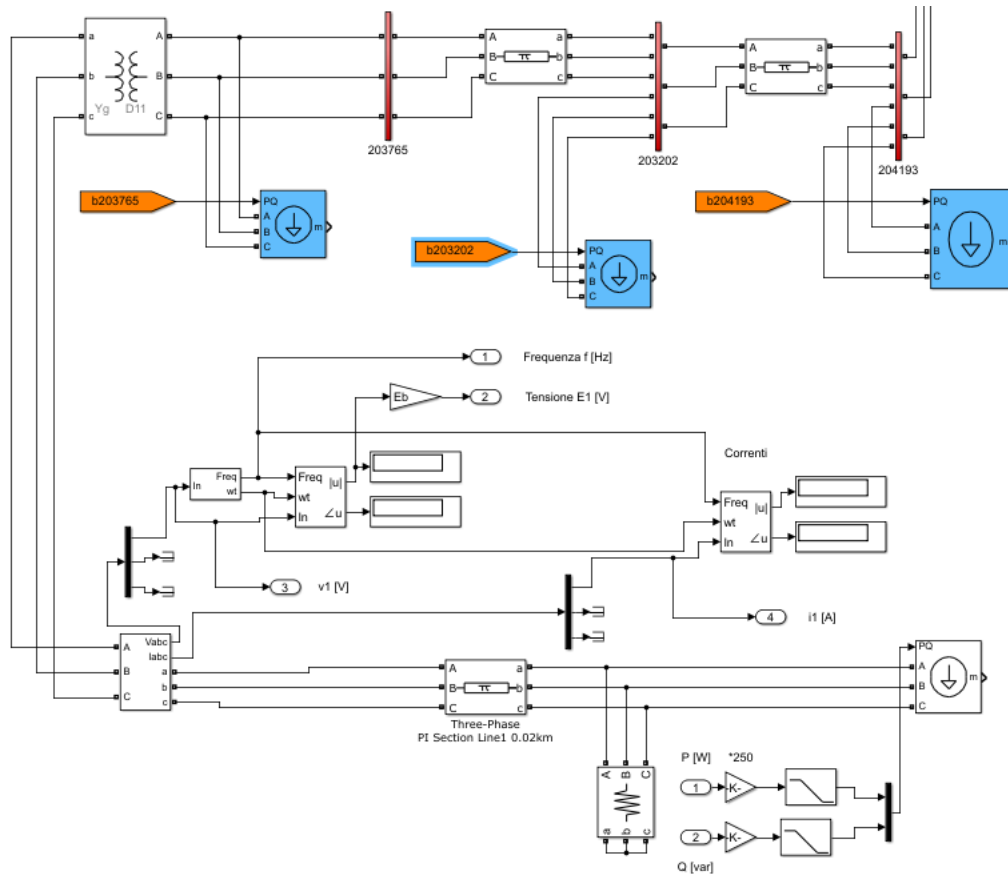 a
A
b
B
c
C
Yg
D11
203765
A
B
C
π
a
b
c
203202
A
B
C
π
a
b
c
204193
b203765
PQ
A
B
C
m
b203202
PQ
A
B
C
m
b204193
PQ
A
B
C
m
1
Frequenza f [Hz]
Eb
2
Tensione E1 [V]
In
Freq
wt
Freq
wt
In
|u|
∠u
Correnti
Freq
wt
In
|u|
∠u
3
v1 [V]
4
i1 [A]
A
B
C
Vabc
Iabc
a
b
c
A
B
C
π
a
b
c
Three-Phase
PI Section Line1 0.02km
PQ
A
B
C
m
A
B
C
a
b
c
P [W]
*250
1
-K-
2
-K-
Q [var]